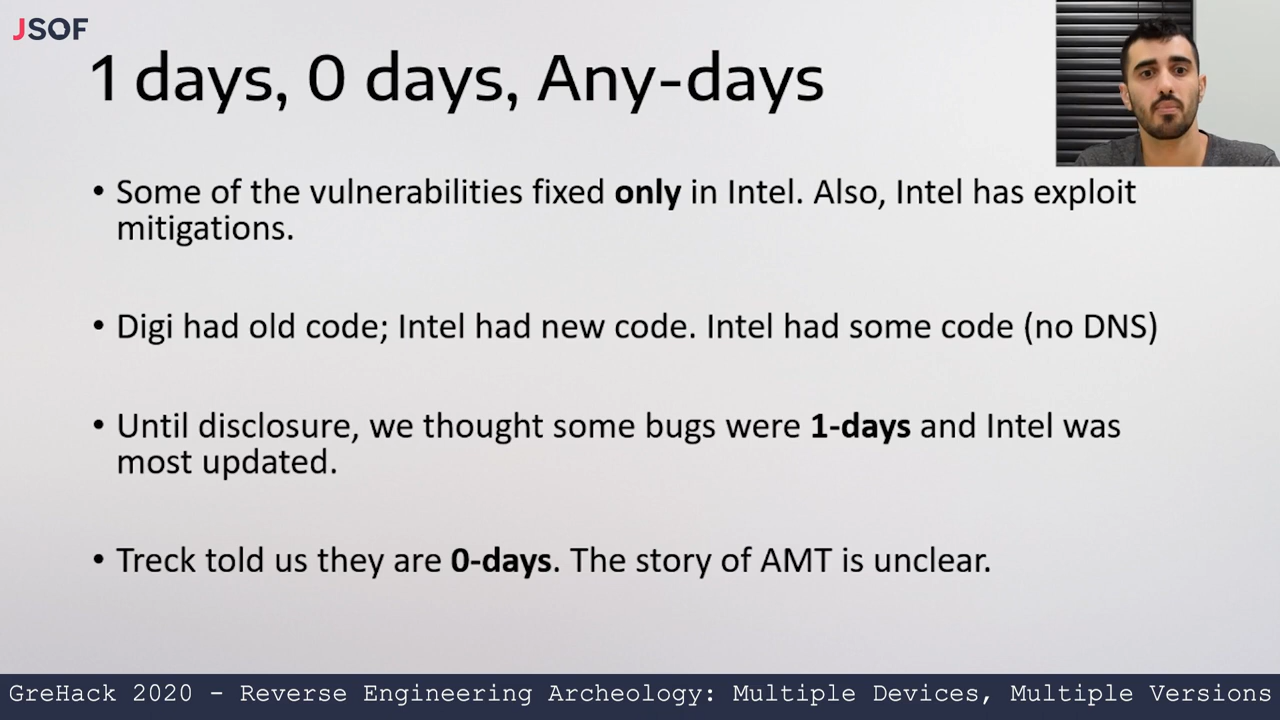 JSOF
1 days, 0 days, Any-days
• Some of the vulnerabilities fixed only in Intel. Also, Intel has exploit
mitigations.
• Digi had old code; Intel had new code. Intel had some code (no DNS)
• Until disclosure, we thought some bugs were 1-days and Intel was
most updated.
• Treck told us they are 0-days. The story of AMT is unclear.
GreHack 2020 - Reverse Engineering Archeology: Multiple Devices, Multiple Versions